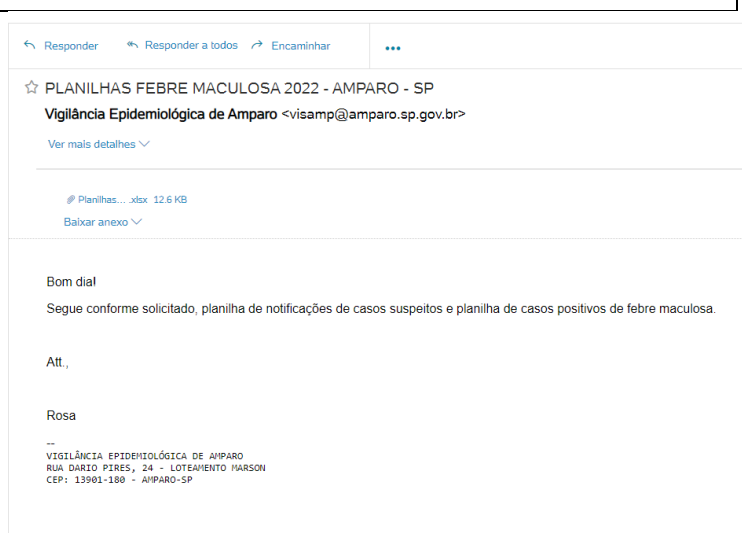 Responder Responder a todos Encaminhar ...
PLANILHAS FEBRE MACULOSA 2022 - AMPARO - SP
Vigilância Epidemiológica de Amparo <visamp@amparo.sp.gov.br>
Ver mais detalhes
Planilhas... .xlsx 12.6 KB
Baixar anexo
Bom dia!
Segue conforme solicitado, planilha de notificações de casos suspeitos e planilha de casos positivos de febre maculosa.
Att.,
Rosa
--
VIGILÂNCIA EPIDEMIOLÓGICA DE AMPARO
RUA DARIO PIRES, 24 - LOTEAMENTO MARSON
CEP: 13901-180 - AMPARO-SP